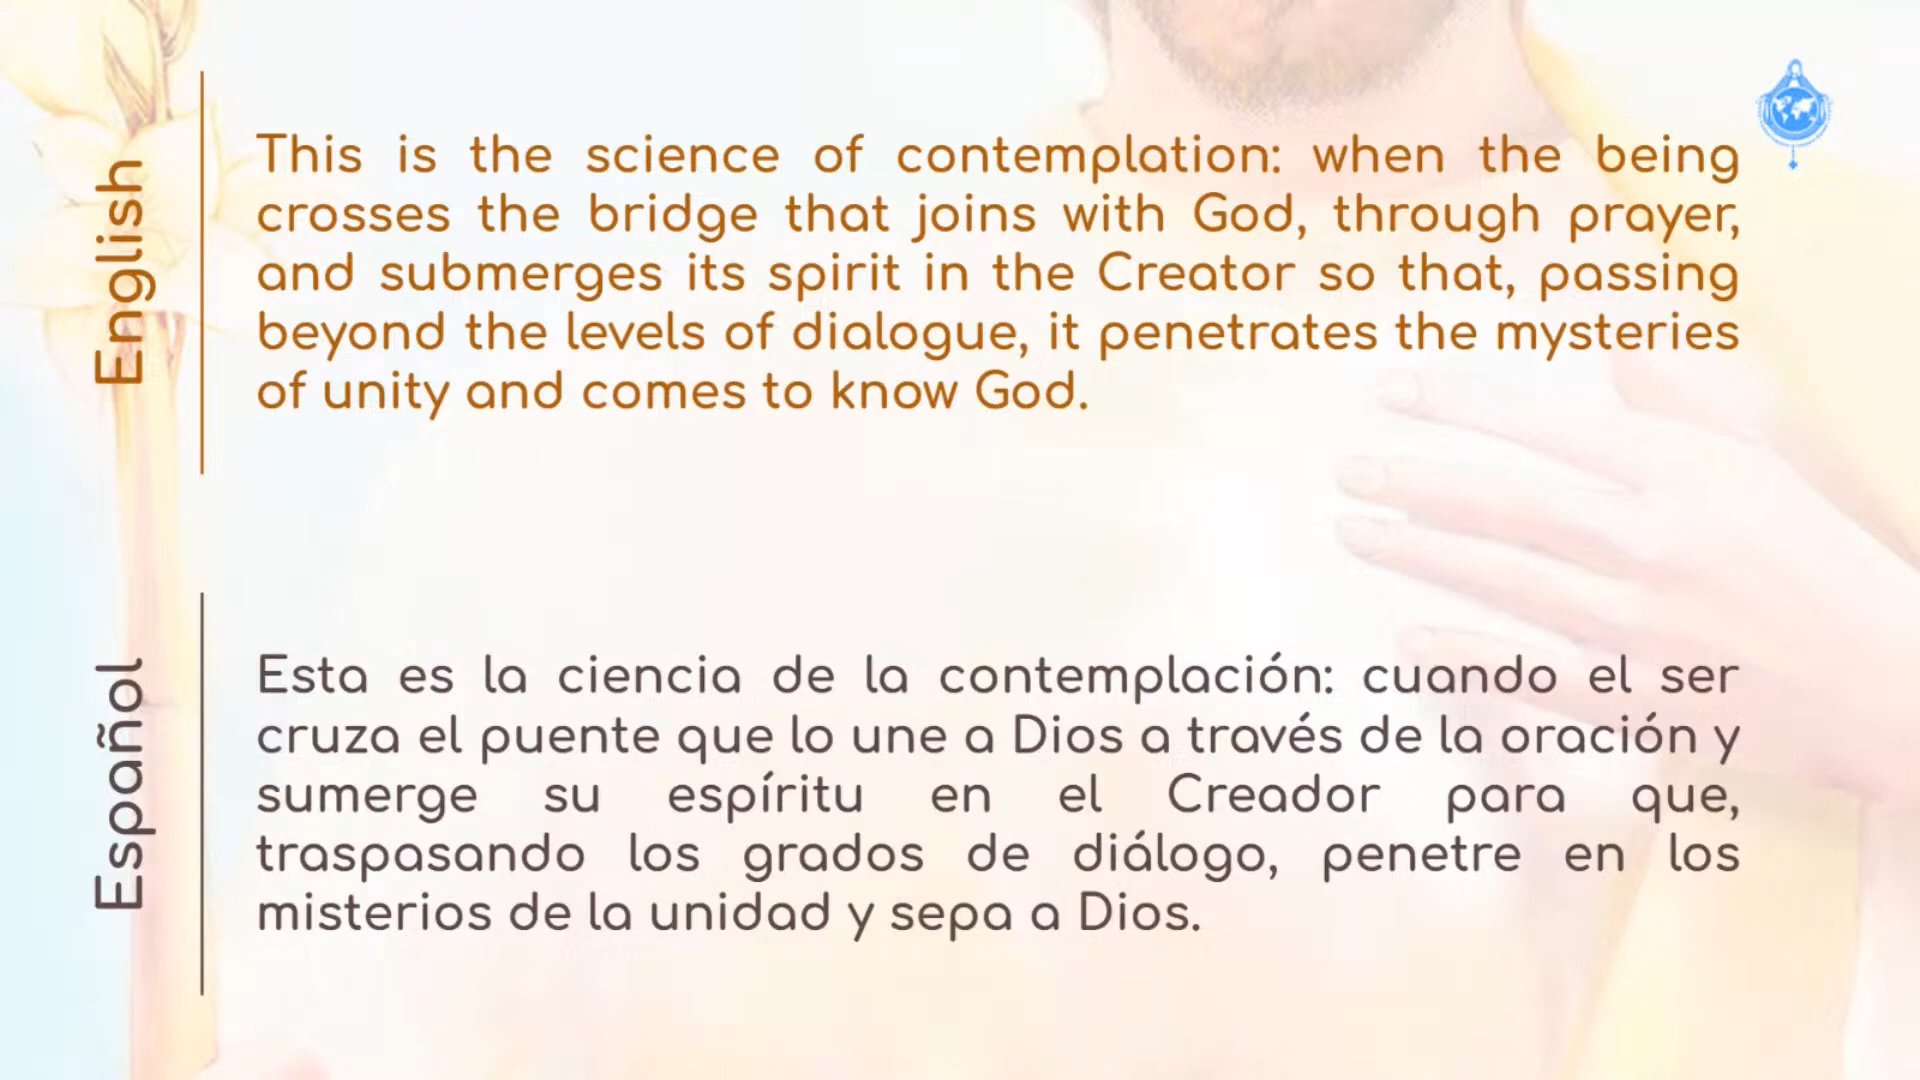 English
This is the science of contemplation: when the being
crosses the bridge that joins with God, through prayer,
and submerges its spirit in the Creator so that, passing
beyond the levels of dialogue, it penetrates the mysteries
of unity and comes to know God.
Español
Esta es la ciencia de la contemplación: cuando el ser
cruza el puente que lo une a Dios a través de la oración y
sumerge su espíritu en el Creador para que,
traspasando los grados de diálogo, penetre en los
misterios de la unidad y sepa a Dios.